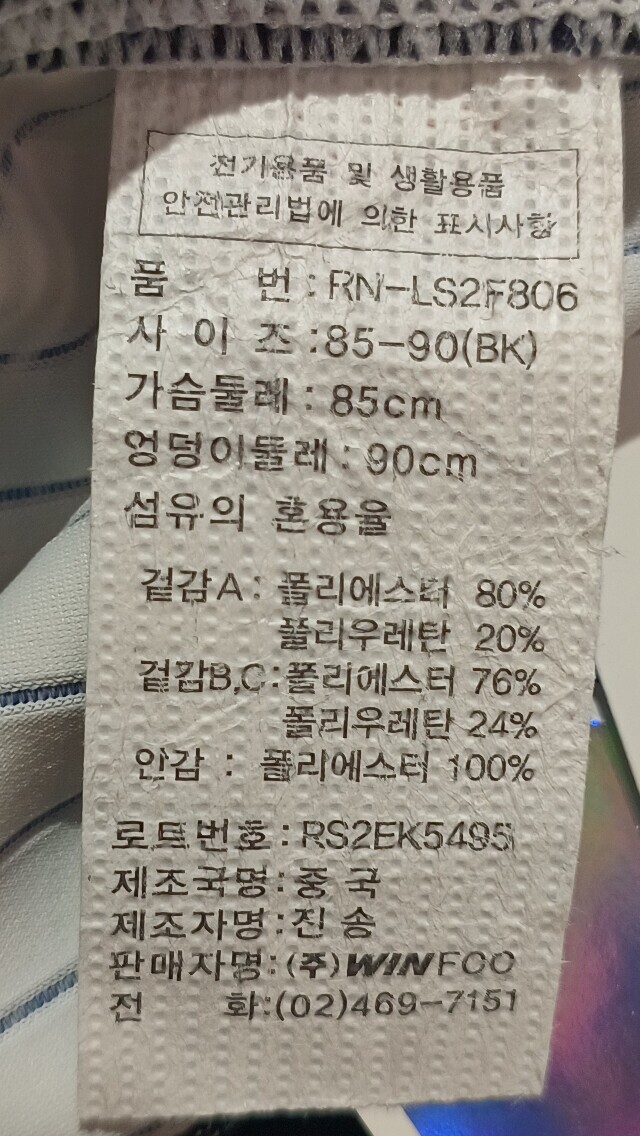 전기용품 및 생활용품
안전관리법에 의한 표시사항
품 번 : RN-LS2F806
사 이 즈 : 85-90(BK)
가슴둘레 : 85cm
엉덩이둘레 : 90cm
섬유의 혼용율
겉감A : 폴리에스터 80%
폴리우레탄 20%
겉감B,C : 폴리에스터 76%
폴리우레탄 24%
안감 : 폴리에스터 100%
로트번호 : RS2EK5495
제조국명 : 중 국
제조자명 : 진 송
판매자명 : (주)WINFCO
전 화 : (02)469-7151